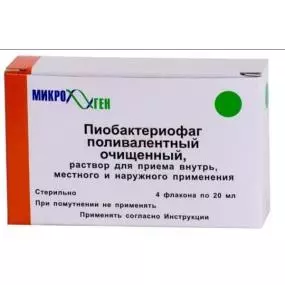 МИКРОГЕН
Пиобактериофаг
поливалентный
очищенный,
раствор для приема внутрь,
местного и наружного применения
Стерильно 4 флакона по 20 мл
При помутнении не применять
Применять согласно Инструкции